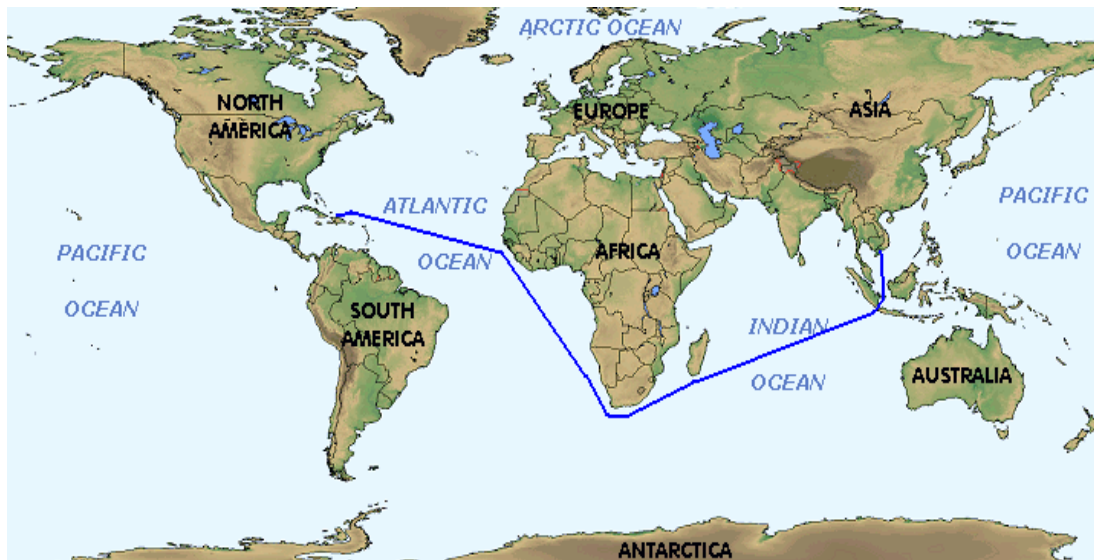 ARCTIC OCEAN
NORTH
AMERICA
EUROPE
ASIA
ATLANTIC
OCEAN
PACIFIC
OCEAN
AFRICA
PACIFIC
OCEAN
SOUTH
AMERICA
INDIAN
OCEAN
AUSTRALIA
ANTARCTICA